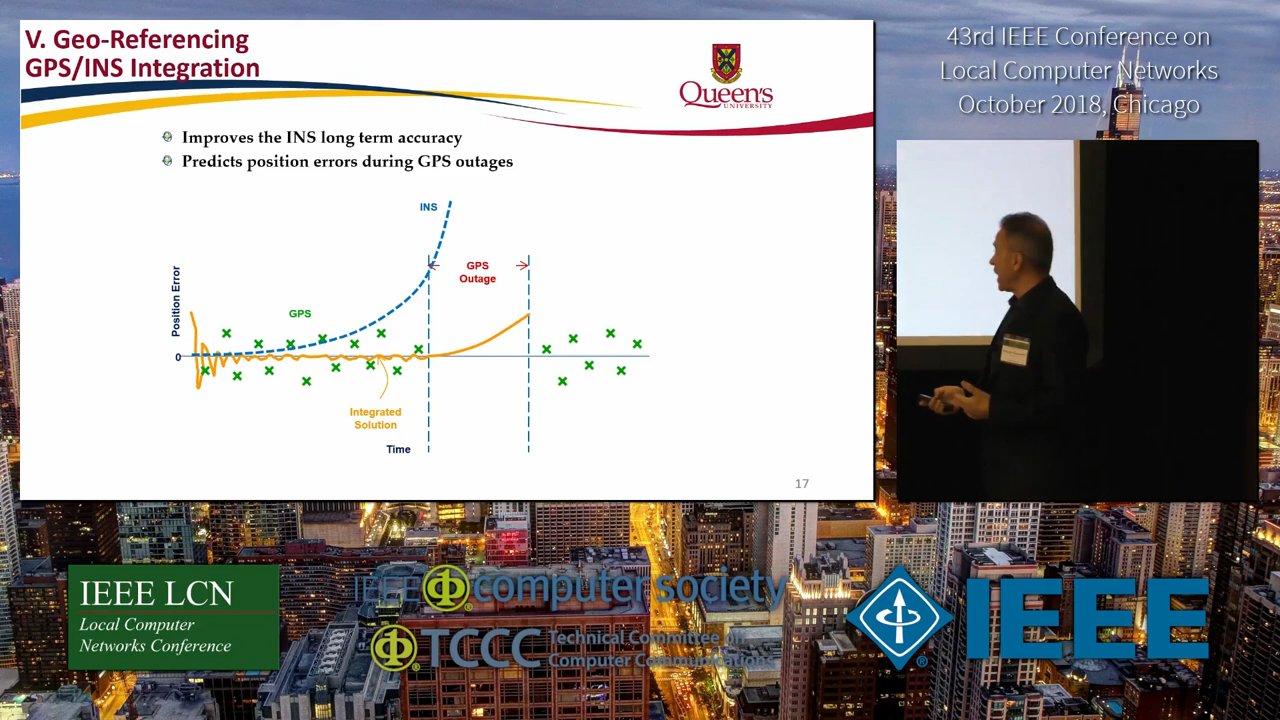 V. Geo-Referencing
GPS/INS Integration
Queen's
UNIVERSITY
Improves the INS long term accuracy
Predicts position errors during GPS outages
INS
GPS
Outage
GPS
Position Error
0
Integrated
Solution
Time
17
43rd IEEE Conference on
Local Computer Networks
October 2018, Chicago
IEEE LCN
Local Computer
Networks Conference
IEEE computer society
TCCC Technical Committee on
Computer Communications
IEEE
®